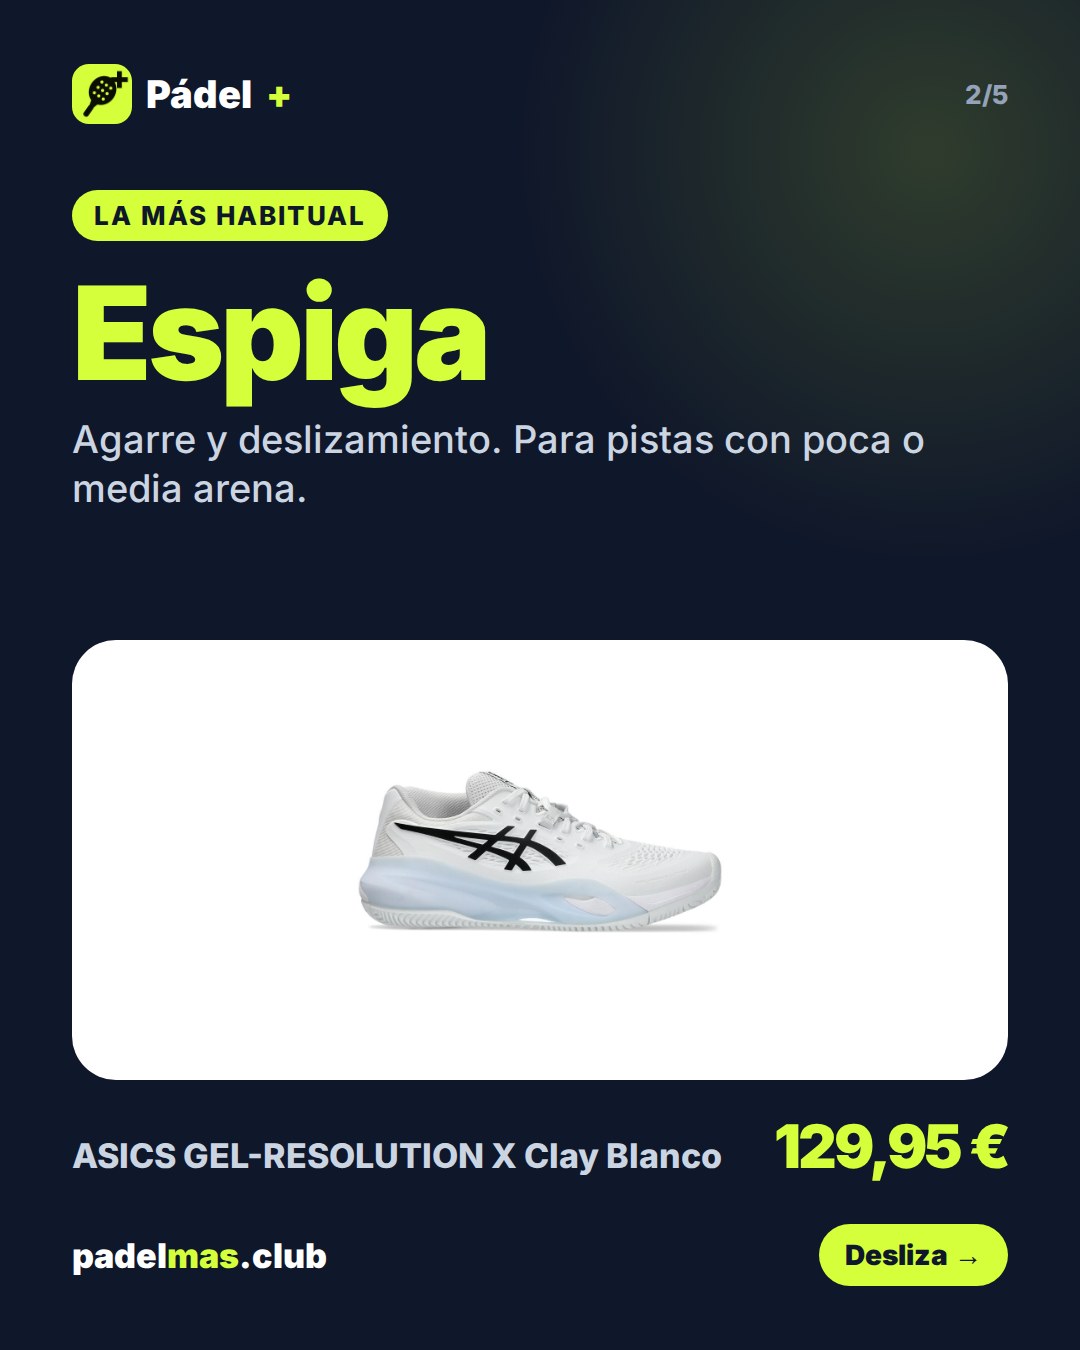 Pádel +
2/5
LA MÁS HABITUAL
Espiga
Agarre y deslizamiento. Para pistas con poca o
media arena.
ASICS GEL-RESOLUTION X Clay Blanco
129,95 €
padelmas.club
Desliza →